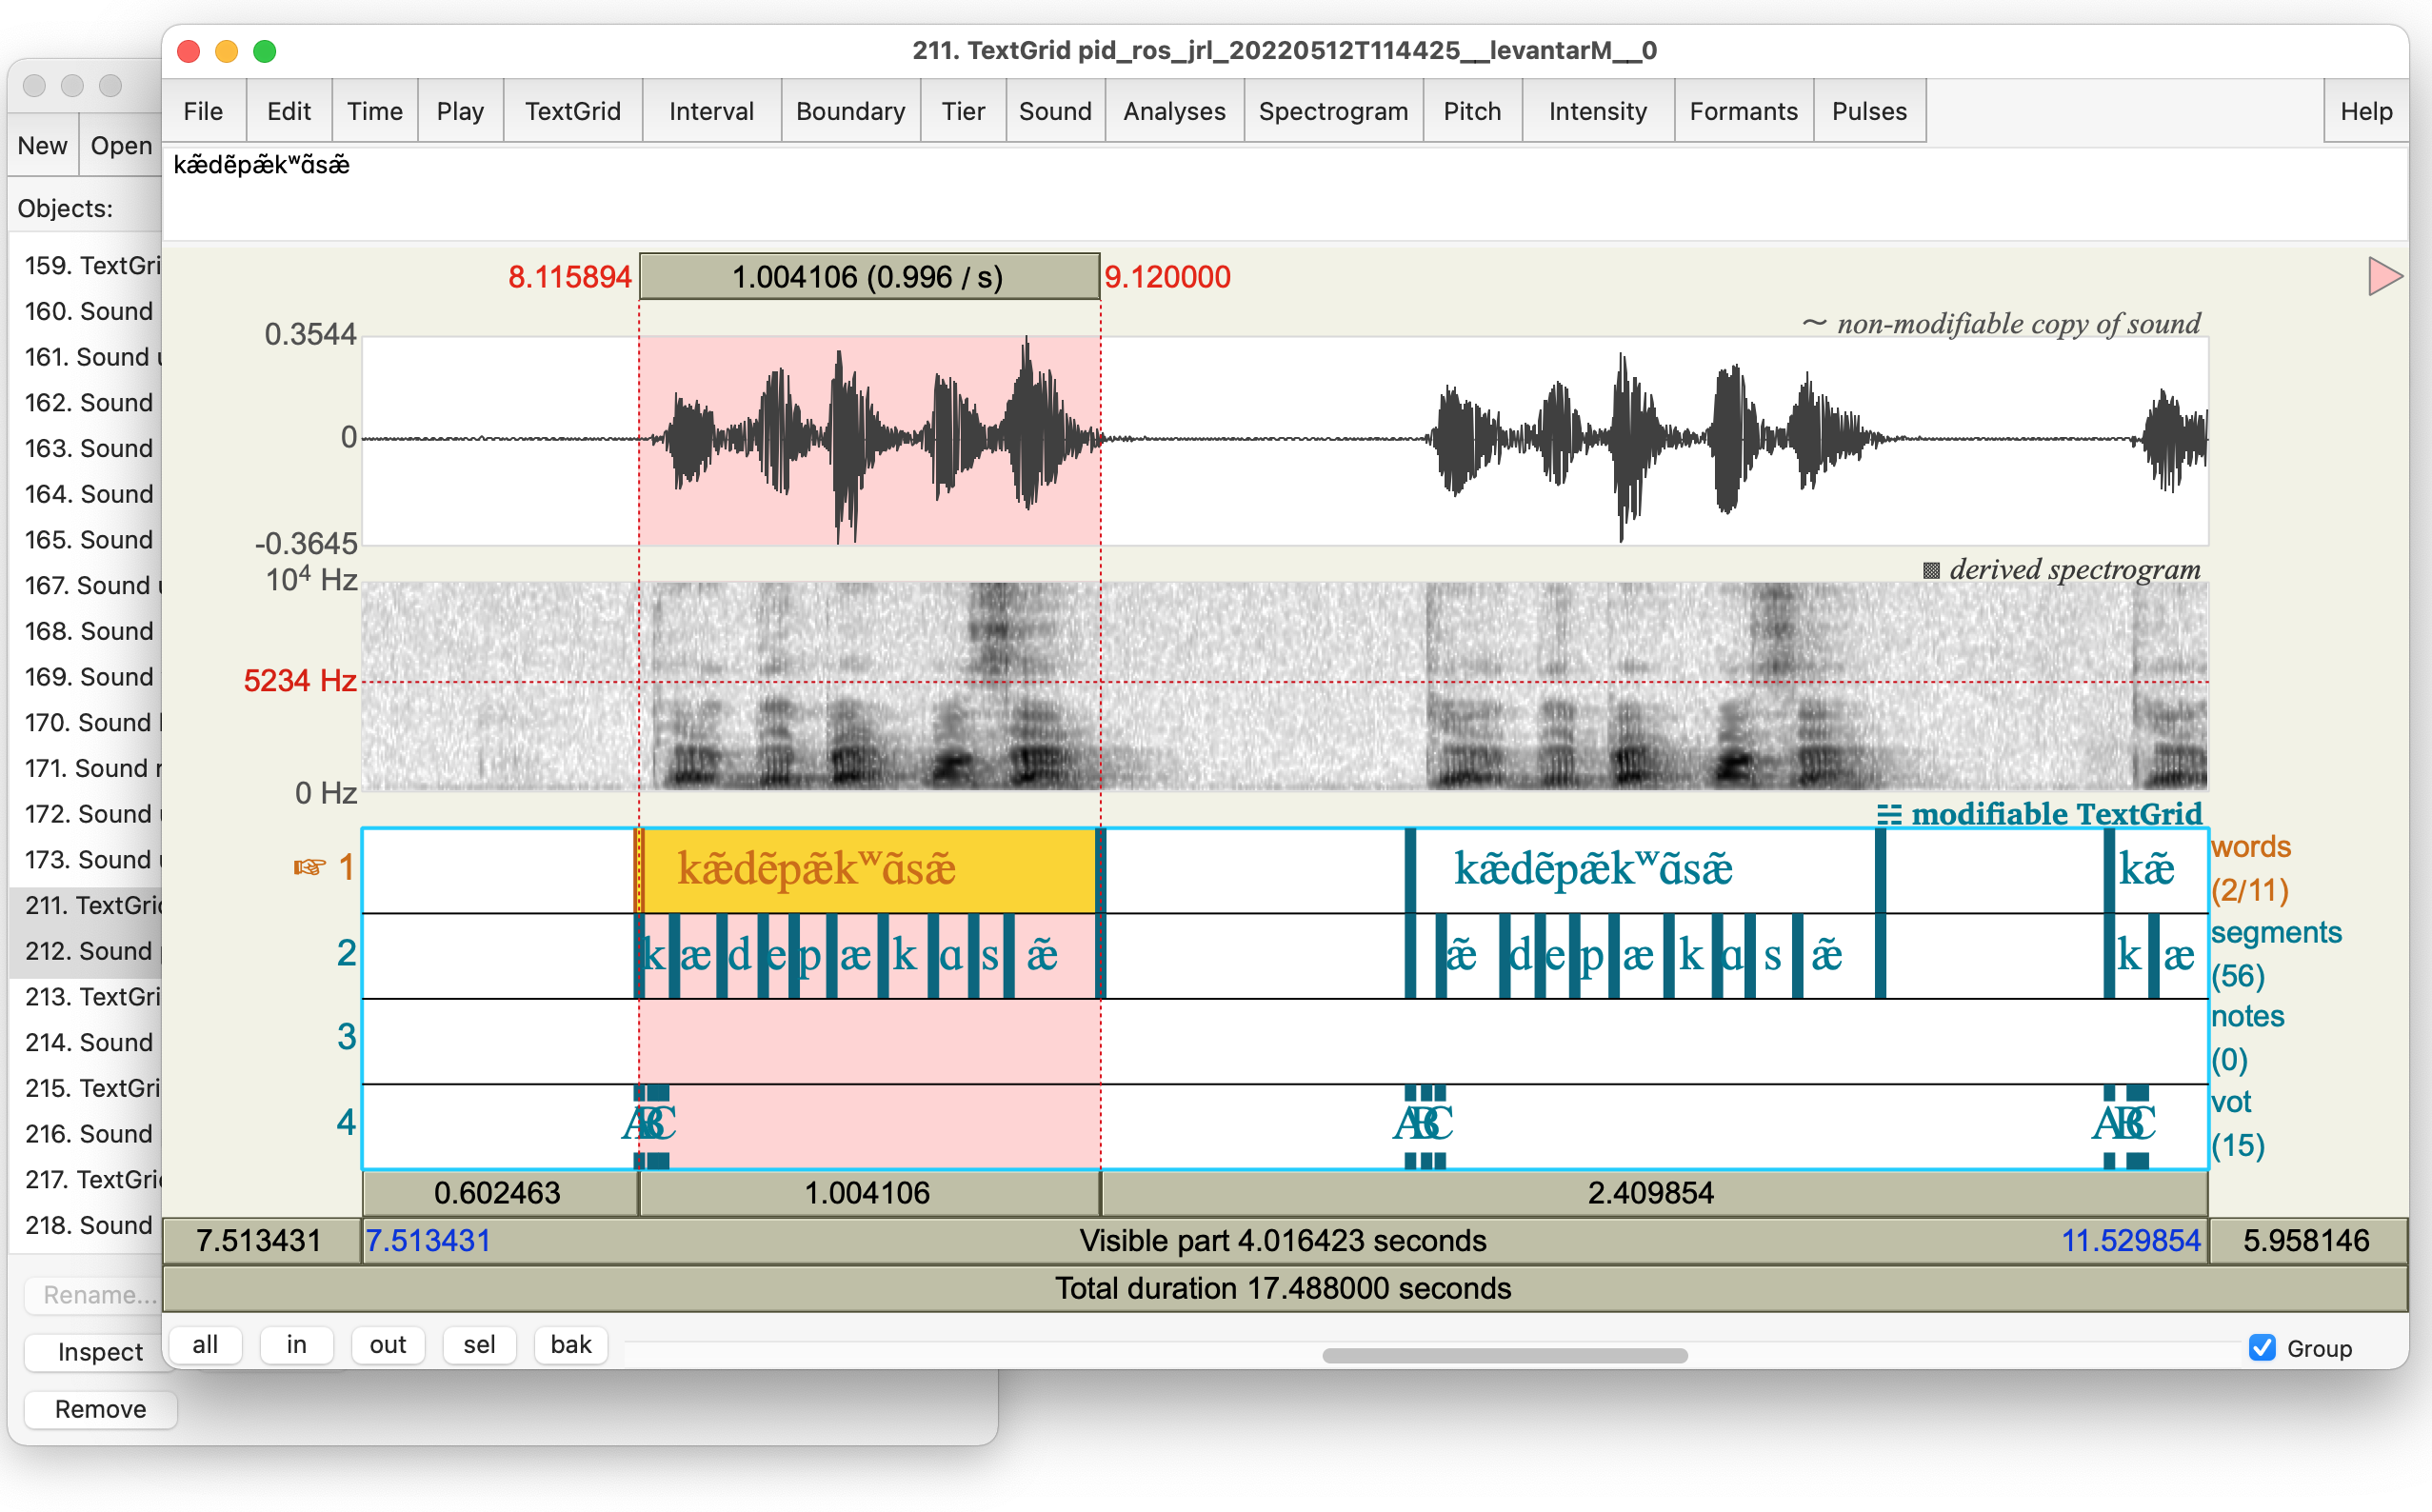 211. TextGrid pid_ros_jrl_20220512T114425__levantarM__0
File Edit Time Play TextGrid Interval Boundary Tier Sound Analyses Spectrogram Pitch Intensity Formants Pulses Help
kæ̃dẽpæ̃kʷɑ̃sæ̃
New Open
Objects:
159. TextGri
160. Sound
161. Sound u
162. Sound
163. Sound
164. Sound
165. Sound
167. Sound u
168. Sound
169. Sound
170. Sound
171. Sound r
172. Sound u
173. Sound u
211. TextGrid
212. Sound p
213. TextGri
214. Sound
215. TextGri
216. Sound
217. TextGri
218. Sound
Rename...
Inspect
Remove
8.115894 1.004106 (0.996 / s) 9.120000
~ non-modifiable copy of sound
0.3544
0
-0.3645
derived spectrogram
10⁴ Hz
5234 Hz
0 Hz
modifiable TextGrid
1 kæ̃dẽpæ̃kʷɑ̃sæ̃ kæ̃dẽpæ̃kʷɑ̃sæ̃ kæ̃ words (2/11)
2 k æ d e p æ k ɑ s æ̃ æ̃ d e p æ k ɑ s æ̃ k æ segments (56)
3 notes (0)
4 A B C A B C A B C vot (15)
0.602463 1.004106 2.409854
7.513431 7.513431 Visible part 4.016423 seconds 11.529854 5.958146
Total duration 17.488000 seconds
all in out sel bak Group